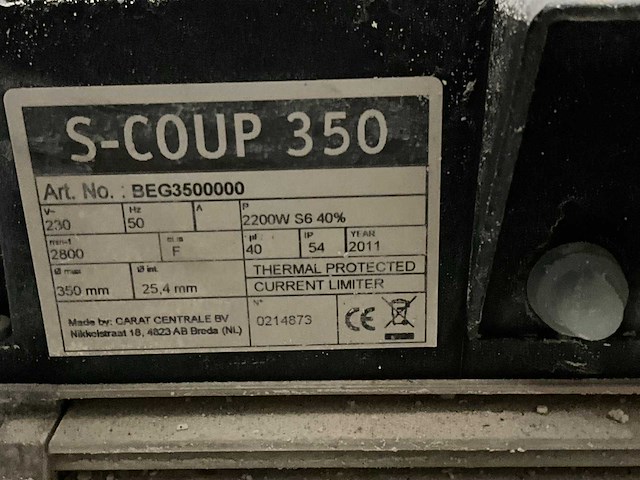 S-COUP 350
Art. No. : BEG3500000
V~ Hz A P
230 50 2200W S6 40%
min-1 IP YEAR
2800 F 40 54 2011
Ø max Ø int. THERMAL PROTECTED
350 mm 25,4 mm CURRENT LIMITER
N°
Made by: CARAT CENTRALE BV 0214873 CE
Nikkelstraat 18, 4823 AB Breda (NL)